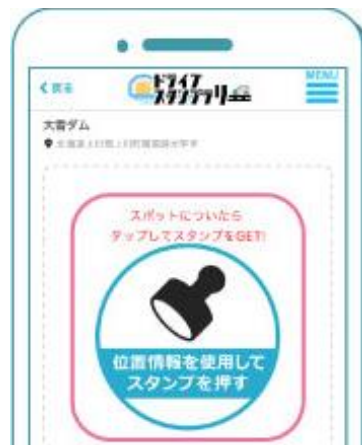 戻る
ドライブ
スタンプラリー
MENU
大雪ダム
スポットについたら
タップしてスタンプをGET!
位置情報を使用して
スタンプを押す